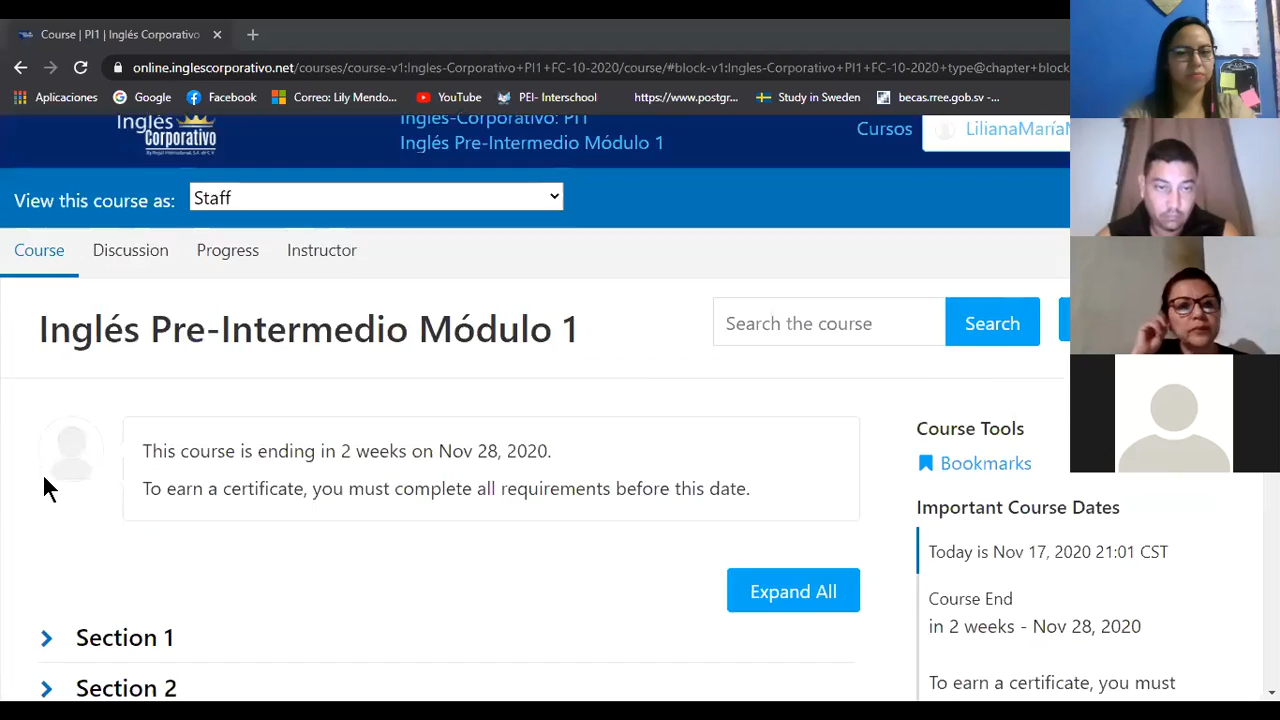 Course | PI1 | Inglés Corporativo
online.inglescorporativo.net/courses/course-v1:Ingles-Corporativo+PI1+FC-10-2020/course/#block-v1:Ingles-Corporativo+PI1+FC-10-2020+type@chapter+block
Aplicaciones Google Facebook Correo: Lily Mendo... YouTube PEI- Interschool https://www.postgr... Study in Sweden becas.rree.gob.sv -...
Inglés
Corporativo
Ingles-Corporativo: PI1
Inglés Pre-Intermedio Módulo 1
Cursos
LilianaMaríaM
View this course as: Staff
Course Discussion Progress Instructor
Inglés Pre-Intermedio Módulo 1
Search the course Search
This course is ending in 2 weeks on Nov 28, 2020.
To earn a certificate, you must complete all requirements before this date.
Expand All
Section 1
Section 2
Course Tools
Bookmarks
Important Course Dates
Today is Nov 17, 2020 21:01 CST
Course End
in 2 weeks - Nov 28, 2020
To earn a certificate, you must